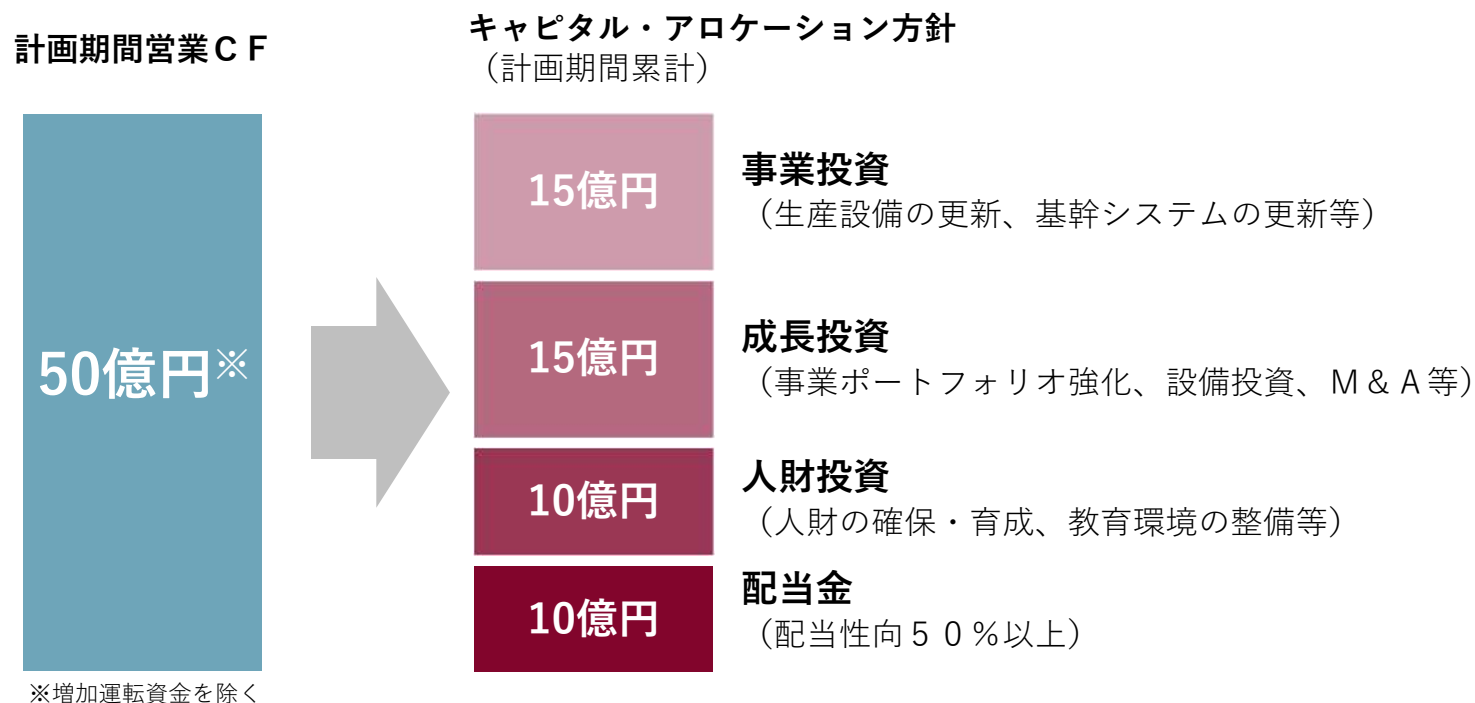 計画期間営業ＣＦ
50億円※
※増加運転資金を除く
キャピタル・アロケーション方針
（計画期間累計）
15億円
事業投資
（生産設備の更新、基幹システムの更新等）
15億円
成長投資
（事業ポートフォリオ強化、設備投資、Ｍ＆Ａ等）
10億円
人財投資
（人財の確保・育成、教育環境の整備等）
10億円
配当金
（配当性向５０％以上）